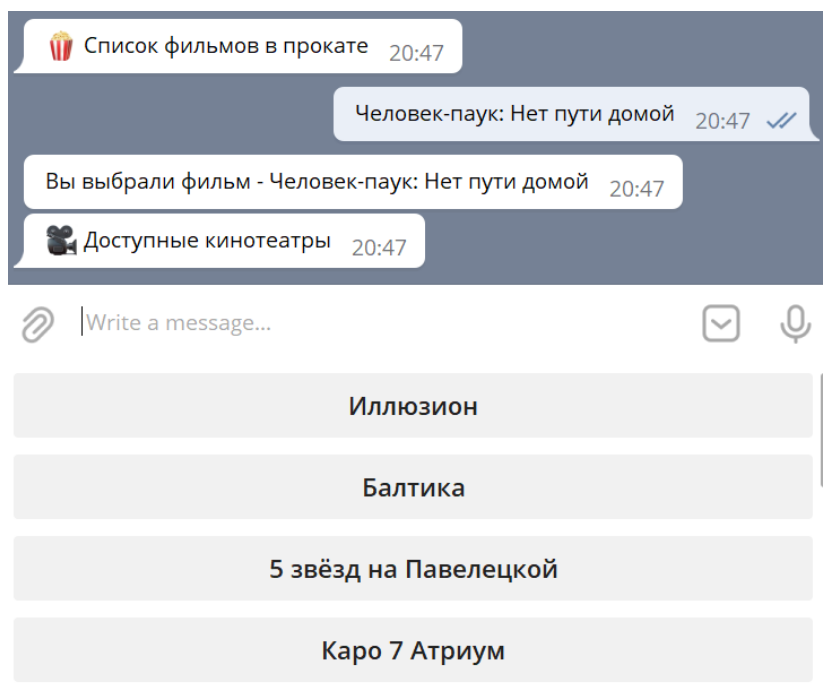 🍿 Список фильмов в прокате 20:47
Человек-паук: Нет пути домой 20:47
Вы выбрали фильм - Человек-паук: Нет пути домой 20:47
🎥 Доступные кинотеатры 20:47
Write a message...
Иллюзион
Балтика
5 звёзд на Павелецкой
Каро 7 Атриум